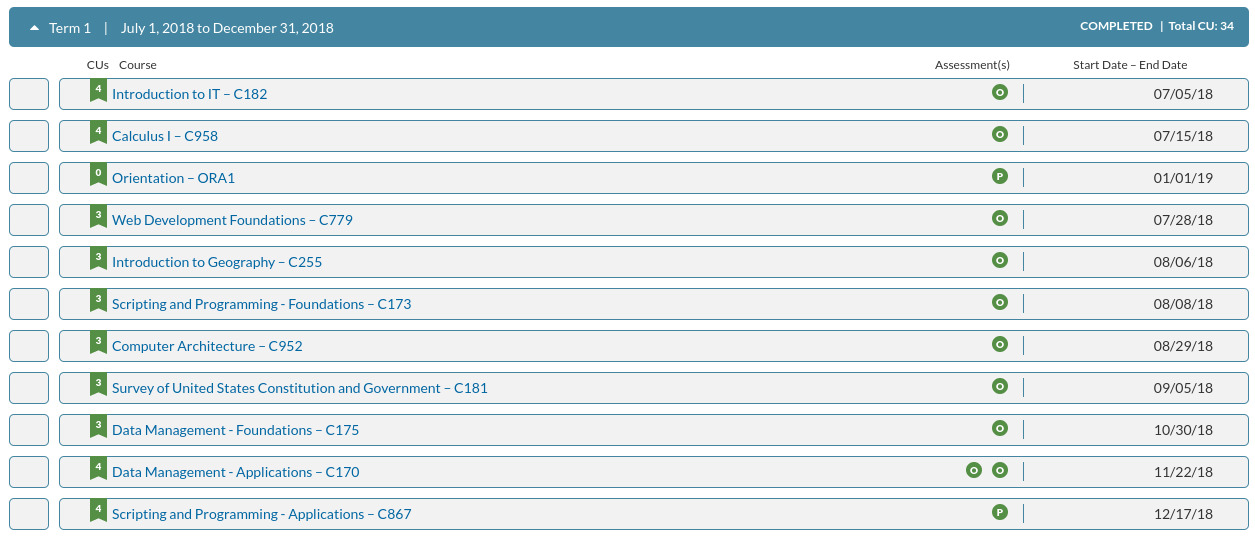 Term 1 | July 1, 2018 to December 31, 2018 COMPLETED | Total CU: 34
CUs Course Assessment(s) Start Date – End Date
4 Introduction to IT – C182 O 07/05/18
4 Calculus I – C958 O 07/15/18
0 Orientation – ORA1 P 01/01/19
3 Web Development Foundations – C779 O 07/28/18
3 Introduction to Geography – C255 O 08/06/18
3 Scripting and Programming - Foundations – C173 O 08/08/18
3 Computer Architecture – C952 O 08/29/18
3 Survey of United States Constitution and Government – C181 O 09/05/18
3 Data Management - Foundations – C175 O 10/30/18
4 Data Management - Applications – C170 O O 11/22/18
4 Scripting and Programming - Applications – C867 P 12/17/18